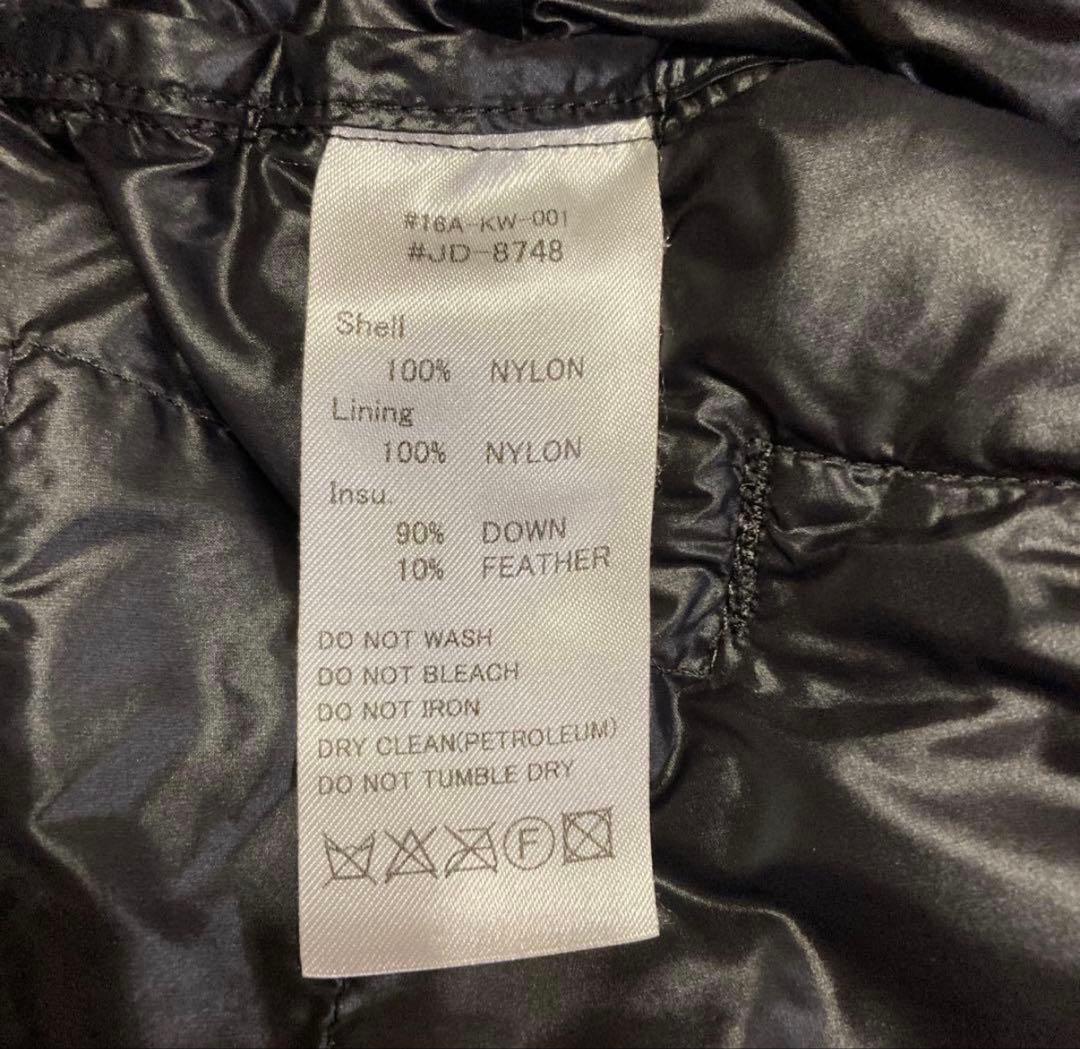 #16A-KW-001
#JD-8748
Shell
100% NYLON
Lining
100% NYLON
Insu.
90% DOWN
10% FEATHER
DO NOT WASH
DO NOT BLEACH
DO NOT IRON
DRY CLEAN(PETROLEUM)
DO NOT TUMBLE DRY
F